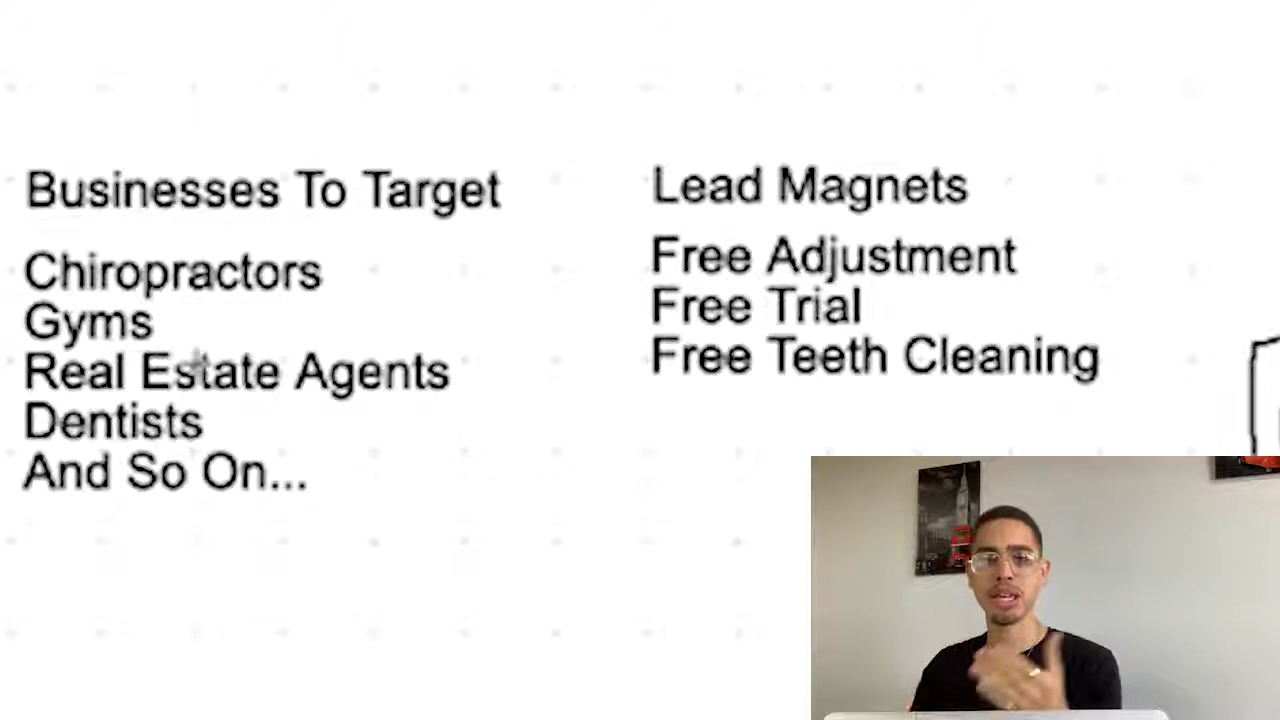 Businesses To Target
Chiropractors
Gyms
Real Estate Agents
Dentists
And So On...
Lead Magnets
Free Adjustment
Free Trial
Free Teeth Cleaning